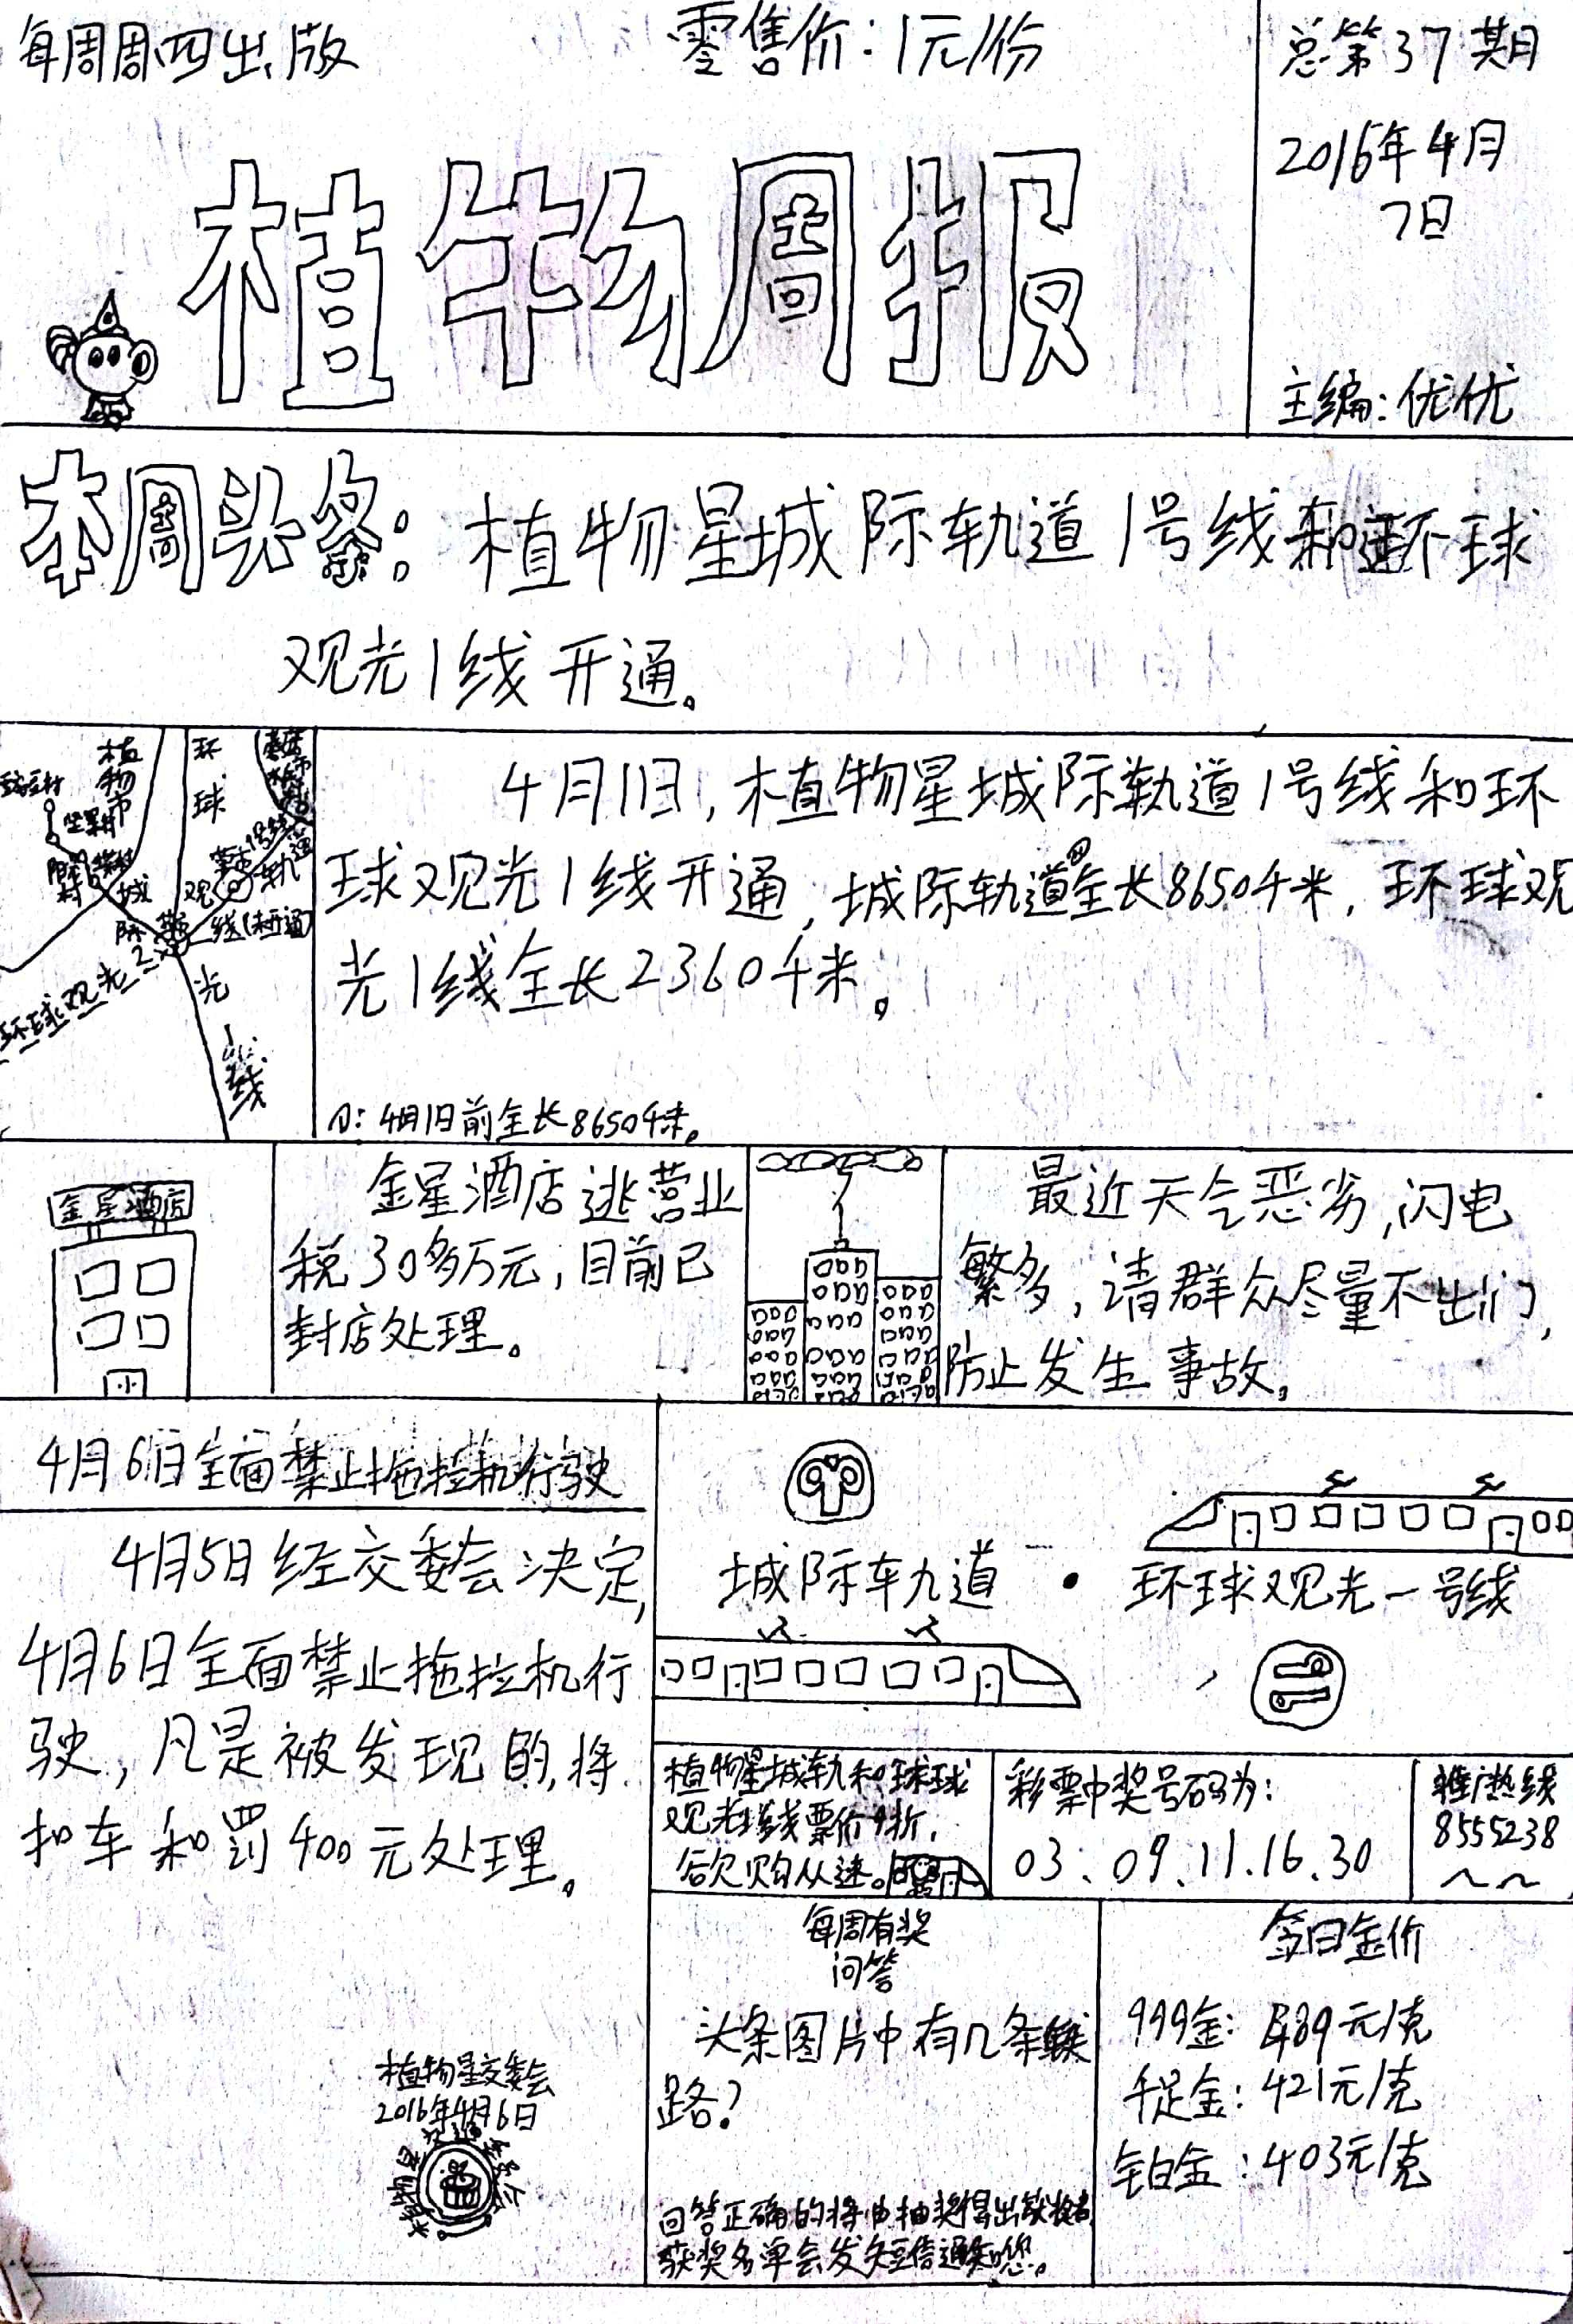 每周周四出版
零售价：1元/份
总第37期
2016年4月
7日
植物周报
主编：优优
本周头条：植物星城际轨道1号线和环球
观光1线开通。
植物市
环球观光1线
城际
环球观光2线
4月1日，植物星城际轨道1号线和环
球观光1线开通，城际轨道①全长8650千米，环球观
光1线全长2360千米。
①：4月1日前全长8650千米。
金星酒店
金星酒店逃营业
税30多万元，目前已
封店处理。
最近天气恶劣，闪电
繁多，请群众尽量不出门，
防止发生事故。
4月6日全面禁止拖拉机行驶
4月5日经交委会决定，
4月6日全面禁止拖拉机行
驶，凡是被发现的，将
扣车和罚400元处理。
植物星交委会
2016年4月6日
城际轨道·环球观光一号线
植物星城轨和环球
观光1线票价9折，
欲购从速。
彩票中奖号码为：
03.09.11.16.30
推广热线
8555238
每周有奖
问答
头条图片中有几条线
路？
回答正确的将由抽奖得出获奖名
获奖名单会发短信通知您。
今日金价
999金：489元/克
千足金：421元/克
铂金：403元/克